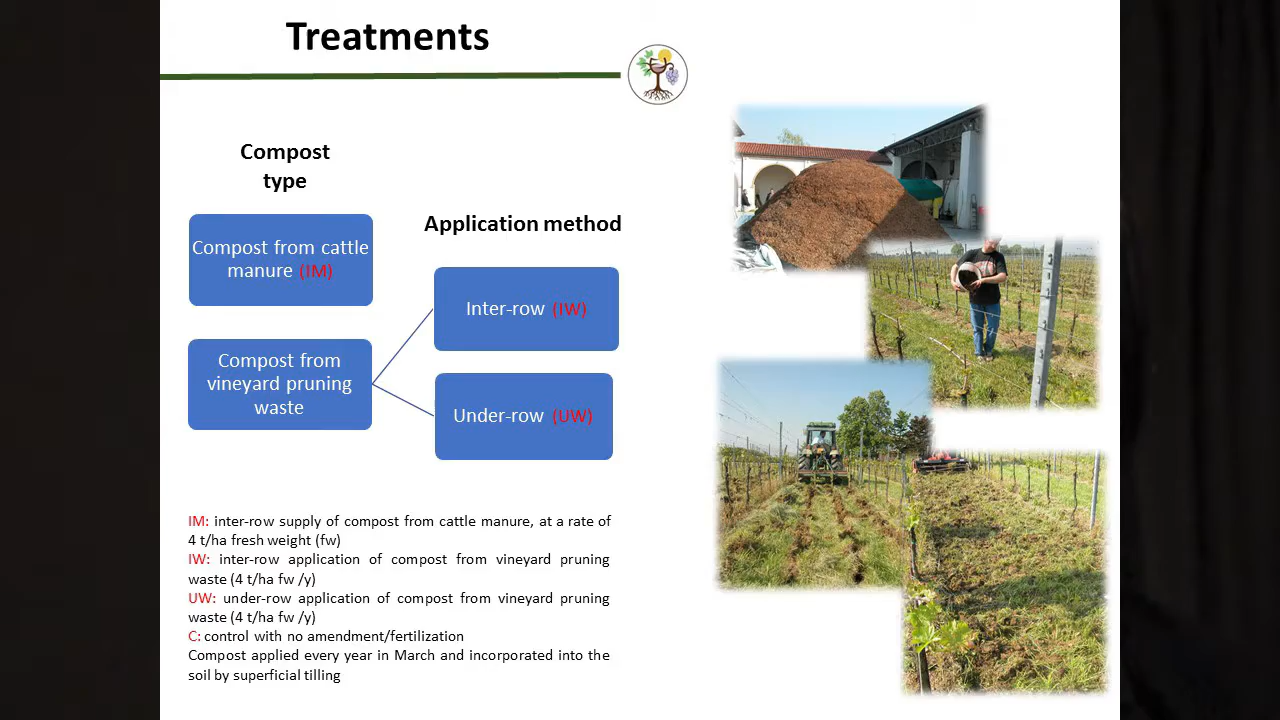 Treatments
Compost
type
Compost from cattle
manure (IM)
Application method
Inter-row (IW)
Compost from
vineyard pruning
waste
Under-row (UW)
IM: inter-row supply of compost from cattle manure, at a rate of
4 t/ha fresh weight (fw)
IW: inter-row application of compost from vineyard pruning
waste (4 t/ha fw /y)
UW: under-row application of compost from vineyard pruning
waste (4 t/ha fw /y)
C: control with no amendment/fertilization
Compost applied every year in March and incorporated into the
soil by superficial tilling